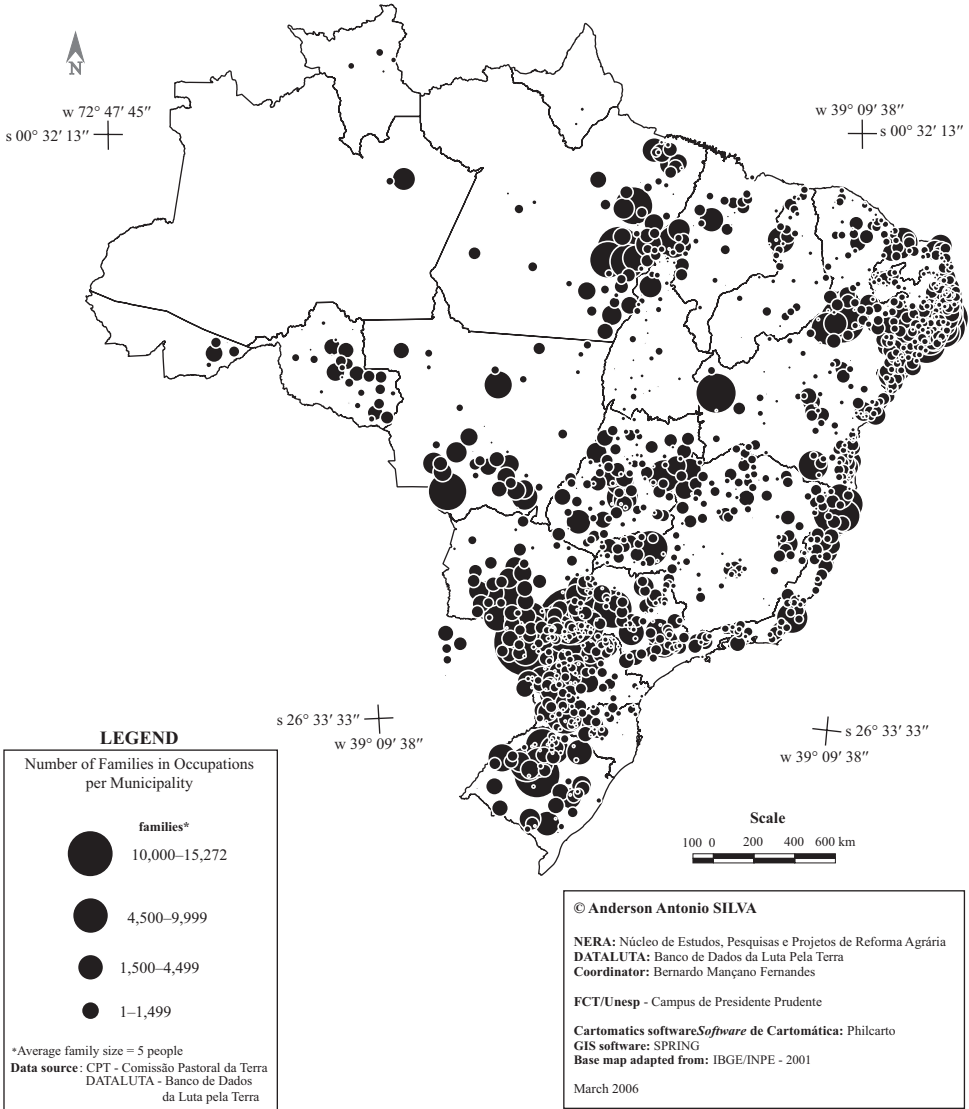 N
w 72° 47′ 45″
s 00° 32′ 13″
w 39° 09′ 38″
s 00° 32′ 13″
s 26° 33′ 33″
w 39° 09′ 38″
s 26° 33′ 33″
w 39° 09′ 38″
LEGEND
Number of Families in Occupations
per Municipality
families*
10,000–15,272
4,500–9,999
1,500–4,499
1–1,499
*Average family size = 5 people
Data source: CPT - Comissão Pastoral da Terra
DATALUTA - Banco de Dados
da Luta pela Terra
Scale
100 0 200 400 600 km
© Anderson Antonio SILVA
NERA: Núcleo de Estudos, Pesquisas e Projetos de Reforma Agrária
DATALUTA: Banco de Dados da Luta Pela Terra
Coordinator: Bernardo Mançano Fernandes
FCT/Unesp - Campus de Presidente Prudente
Cartomatics softwareSoftware de Cartomática: Philcarto
GIS software: SPRING
Base map adapted from: IBGE/INPE - 2001
March 2006